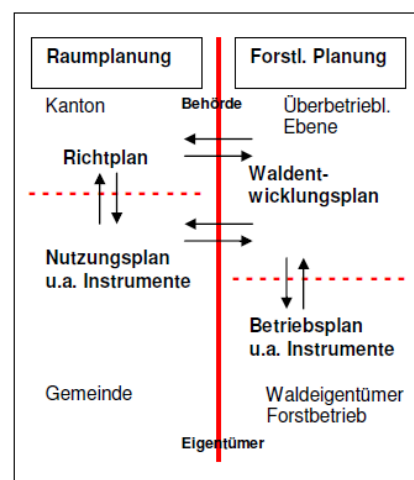 Raumplanung
Forstl. Planung
Kanton
Behörde
Überbetriebl.
Ebene
Richtplan
Waldent-
wicklungsplan
Nutzungsplan
u.a. Instrumente
Betriebsplan
u.a. Instrumente
Gemeinde
Waldeigentümer
Forstbetrieb
Eigentümer